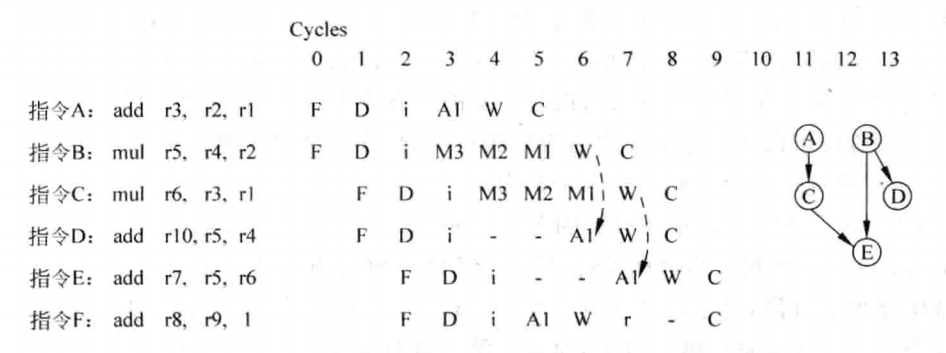 Cycles
0 1 2 3 4 5 6 7 8 9 10 11 12 13
指令A: add r3, r2, r1 F D i A1 W C
指令B: mul r5, r4, r2 F D i M3 M2 M1 W C
指令C: mul r6, r3, r1 F D i M3 M2 M1 W C
指令D: add r10, r5, r4 F D i - - A1 W C
指令E: add r7, r5, r6 F D i - - A1 W C
指令F: add r8, r9, 1 F D i A1 W r - C
A B
C D
E